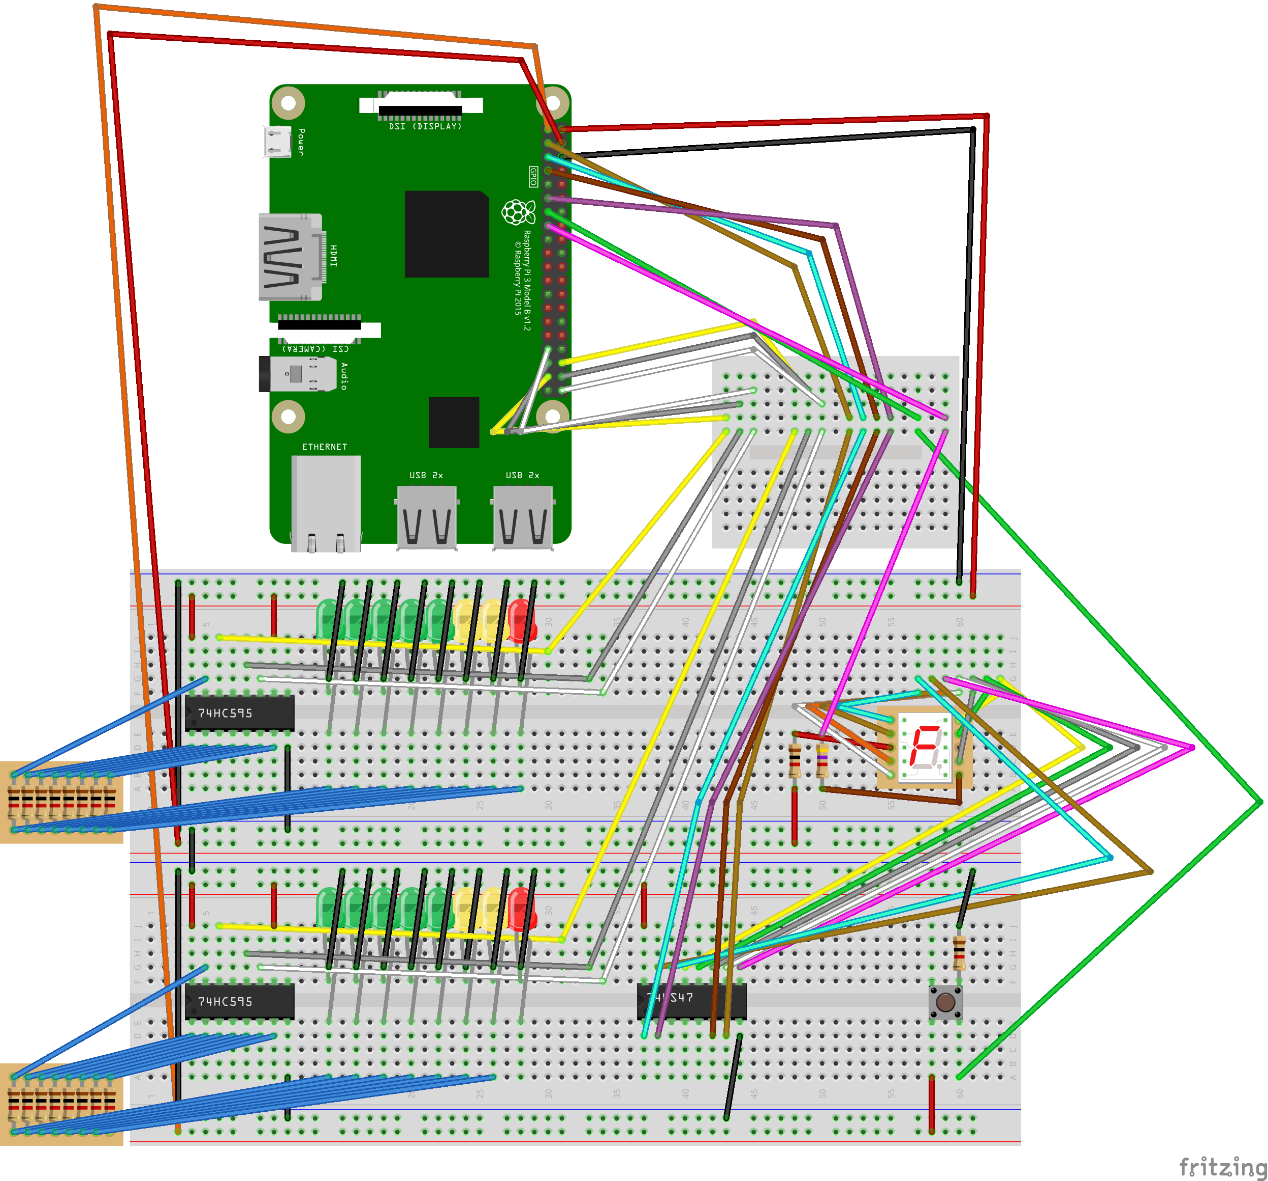 DSI (DISPLAY)
Power
GPIO
HDMI
Raspberry Pi 3 Model B v1.2
© Raspberry Pi 2015
CSI (CAMERA)
Audio
ETHERNET
USB 2x
USB 2x
74HC595
74HC595
74LS47
fritzing